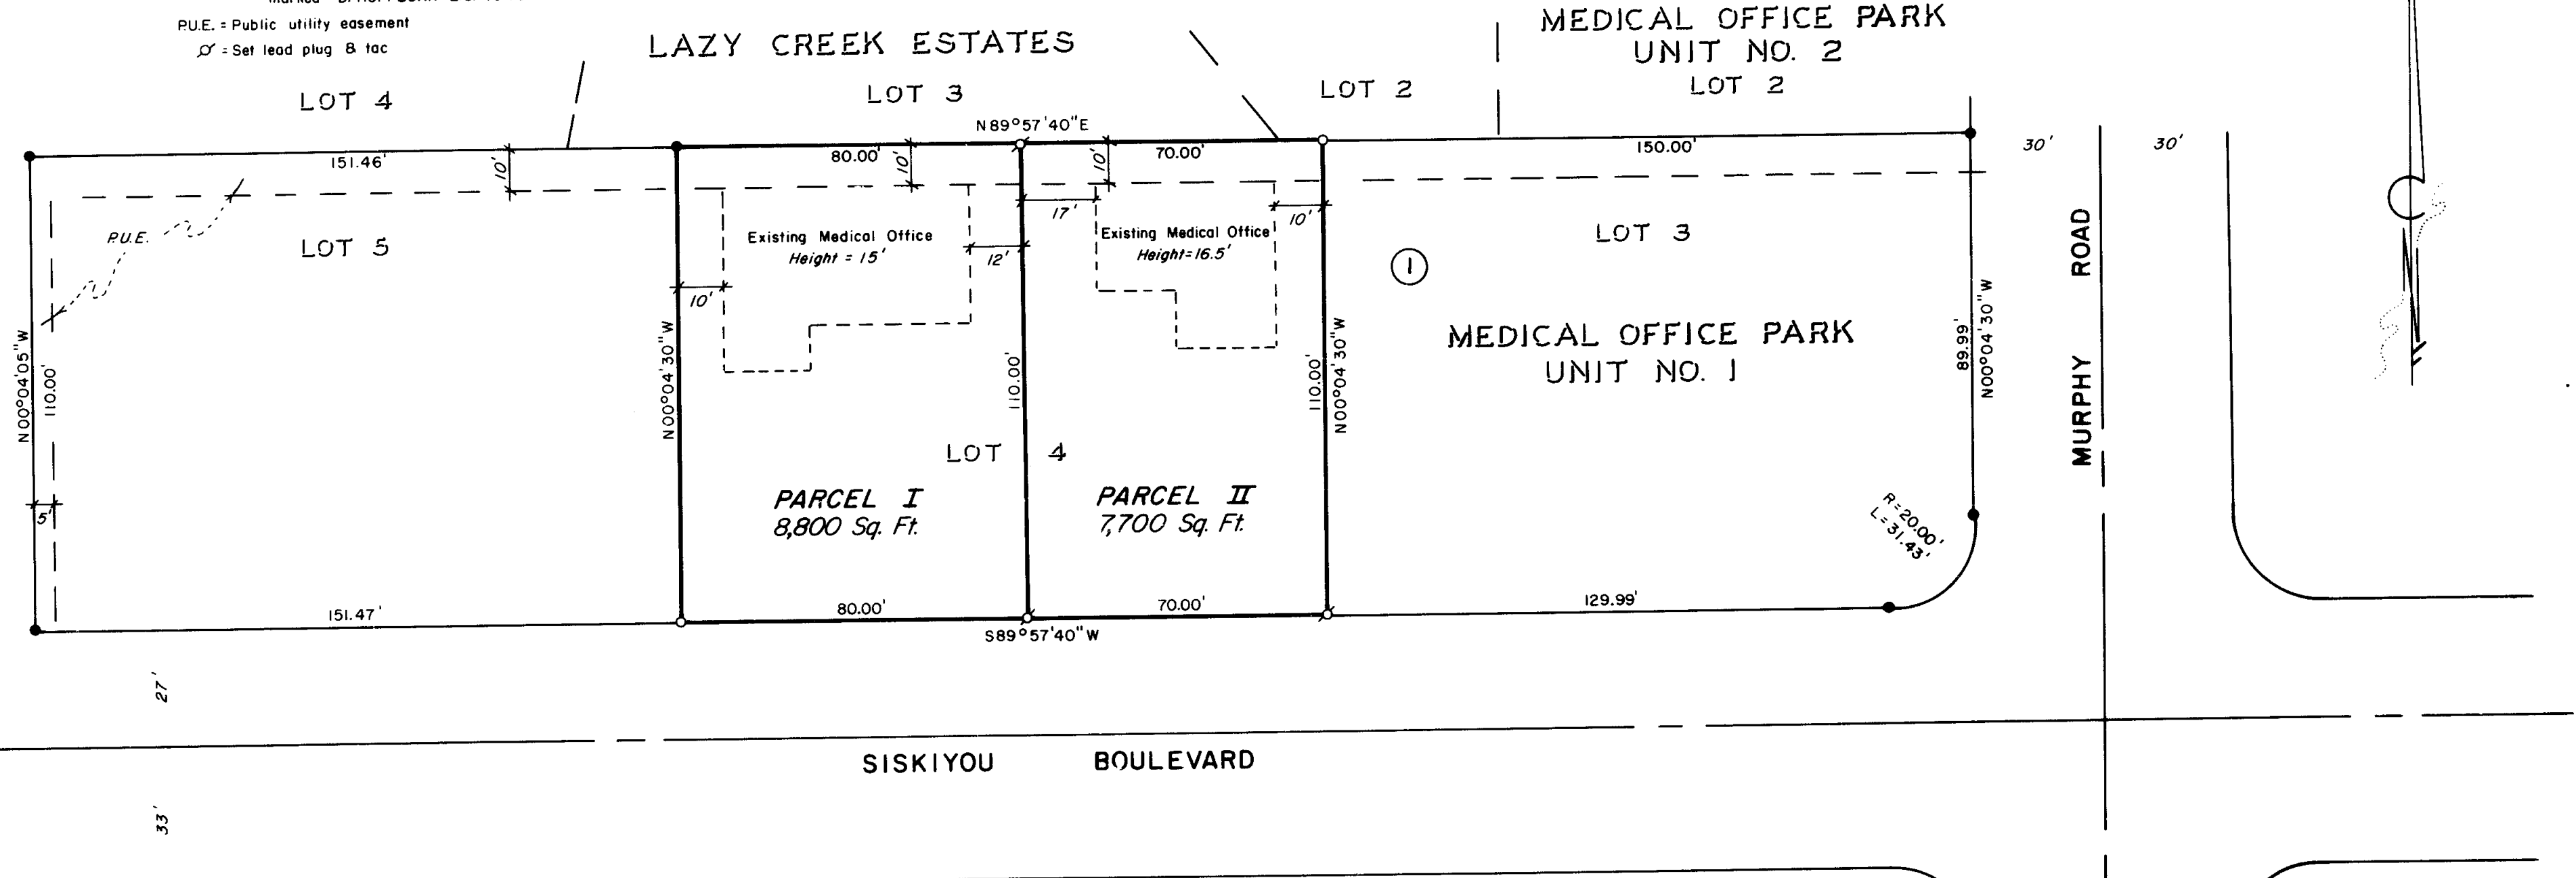 P.U.E. = Public utility easement
= Set lead plug & tac
LAZY CREEK ESTATES
MEDICAL OFFICE PARK
UNIT NO. 2
LOT 4
LOT 3
LOT 2
LOT 2
N89°57'40"E
151.46'
10'
80.00'
10'
70.00'
10'
150.00'
30'
30'
P.U.E.
LOT 5
Existing Medical Office
Height = 15'
12'
10'
17'
Existing Medical Office
Height=16.5'
10'
LOT 3
1
MEDICAL OFFICE PARK
UNIT NO. 1
MURPHY ROAD
N00°04'05"W
110.00'
5'
N00°04'30"W
110.00'
110.00'
N00°04'30"W
89.99'
N00°04'30"W
LOT 4
PARCEL I
8,800 Sq. Ft.
PARCEL II
7,700 Sq. Ft.
R=20.00'
L=31.43'
151.47'
80.00'
70.00'
129.99'
S89°57'40"W
27'
SISKIYOU BOULEVARD
33'